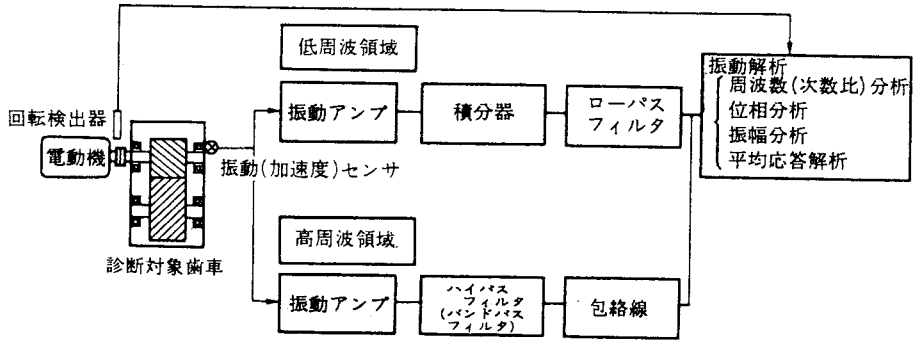 低周波領域
振動アンプ
積分器
ローパス
フィルタ
振動解析
周波数(次数比)分析
位相分析
振幅分析
平均応答解析
回転検出器
電動機
振動(加速度)センサ
診断対象歯車
高周波領域
振動アンプ
ハイパス
フィルタ
(バンドパス
フィルタ)
包絡線